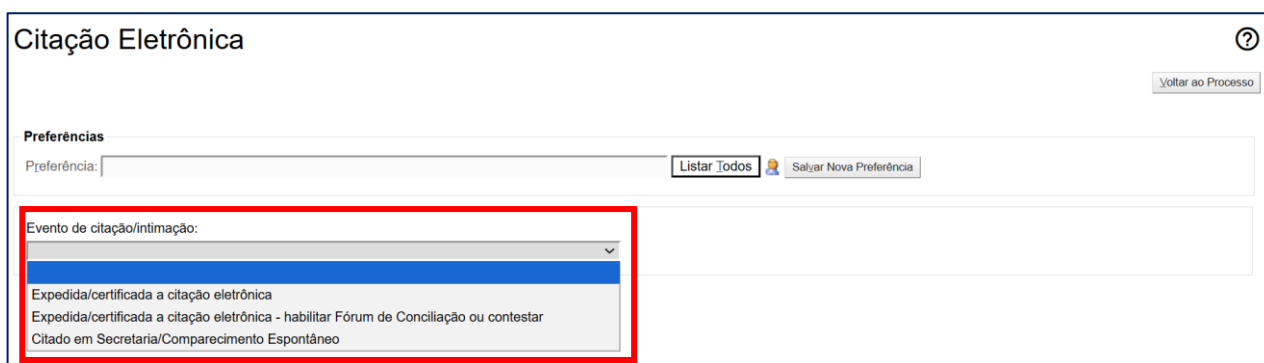 Citação Eletrônica
Voltar ao Processo
Preferências
Preferência: Listar Todos Salvar Nova Preferência
Evento de citação/intimação:
Expedida/certificada a citação eletrônica
Expedida/certificada a citação eletrônica - habilitar Fórum de Conciliação ou contestar
Citado em Secretaria/Comparecimento Espontâneo